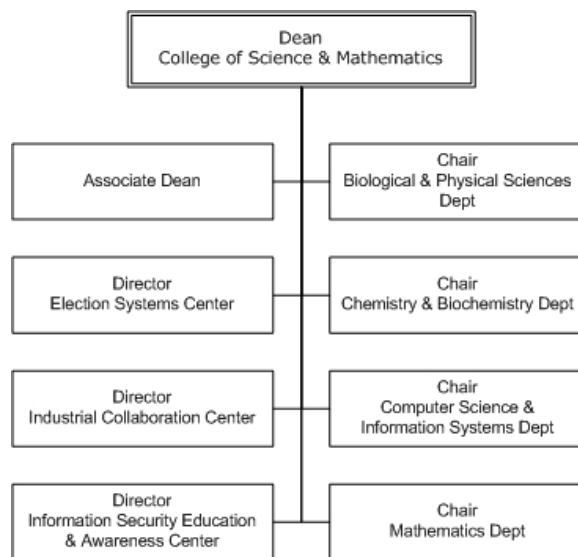 Dean
College of Science & Mathematics
Associate Dean
Chair
Biological & Physical Sciences
Dept
Director
Election Systems Center
Chair
Chemistry & Biochemistry Dept
Director
Industrial Collaboration Center
Chair
Computer Science &
Information Systems Dept
Director
Information Security Education
& Awareness Center
Chair
Mathematics Dept